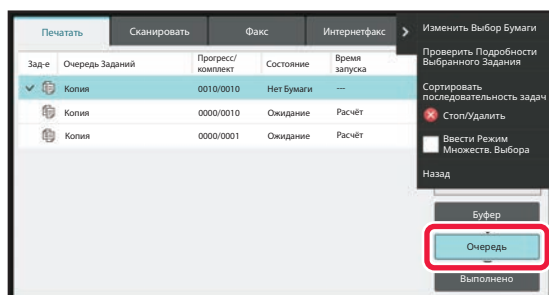 Печатать Сканировать Факс Интернетфакс
Зад-е Очередь Заданий Прогресс/комплект Состояние Время запуска
Копия 0010/0010 Нет Бумаги ---
Копия 0000/0010 Ожидание Расчёт
Копия 0000/0001 Ожидание Расчёт
Изменить Выбор Бумаги
Проверить Подробности
Выбранного Задания
Сортировать
последовательность задач
Стоп/Удалить
Ввести Режим
Множеств. Выбора
Назад
Буфер
Очередь
Выполнено